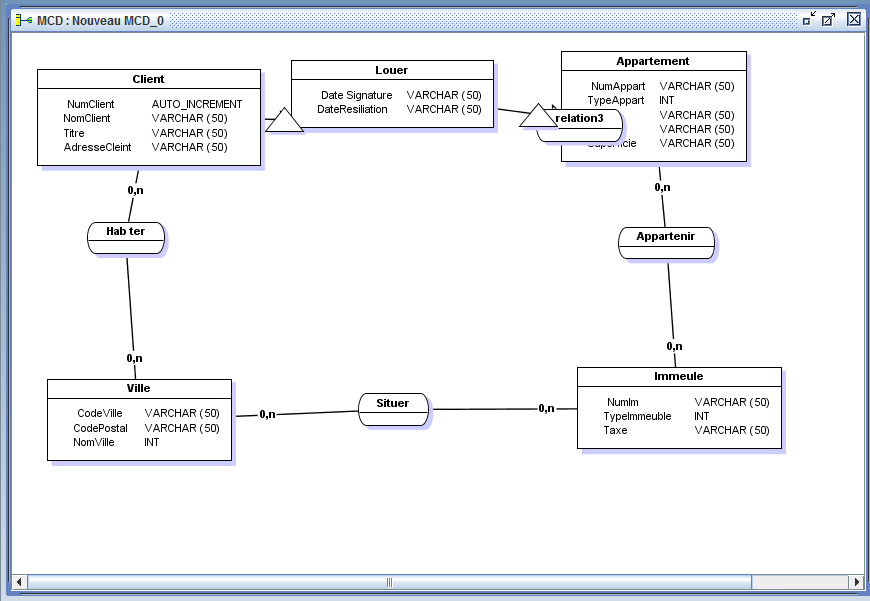 MCD : Nouveau MCD_0
Client
NumClient AUTO_INCREMENT
NomClient VARCHAR (50)
Titre VARCHAR (50)
AdresseCleint VARCHAR (50)
Louer
Date Signature VARCHAR (50)
DateResiliation VARCHAR (50)
Appartement
NumAppart VARCHAR (50)
TypeAppart INT
VARCHAR (50)
VARCHAR (50)
VARCHAR (50)
relation3
0,n
Hab ter
0,n
0,n
Appartenir
0,n
Ville
CodeVille VARCHAR (50)
CodePostal VARCHAR (50)
NomVille INT
0,n
Situer
0,n
Immeule
NumIm VARCHAR (50)
TypeImmeuble INT
Taxe VARCHAR (50)